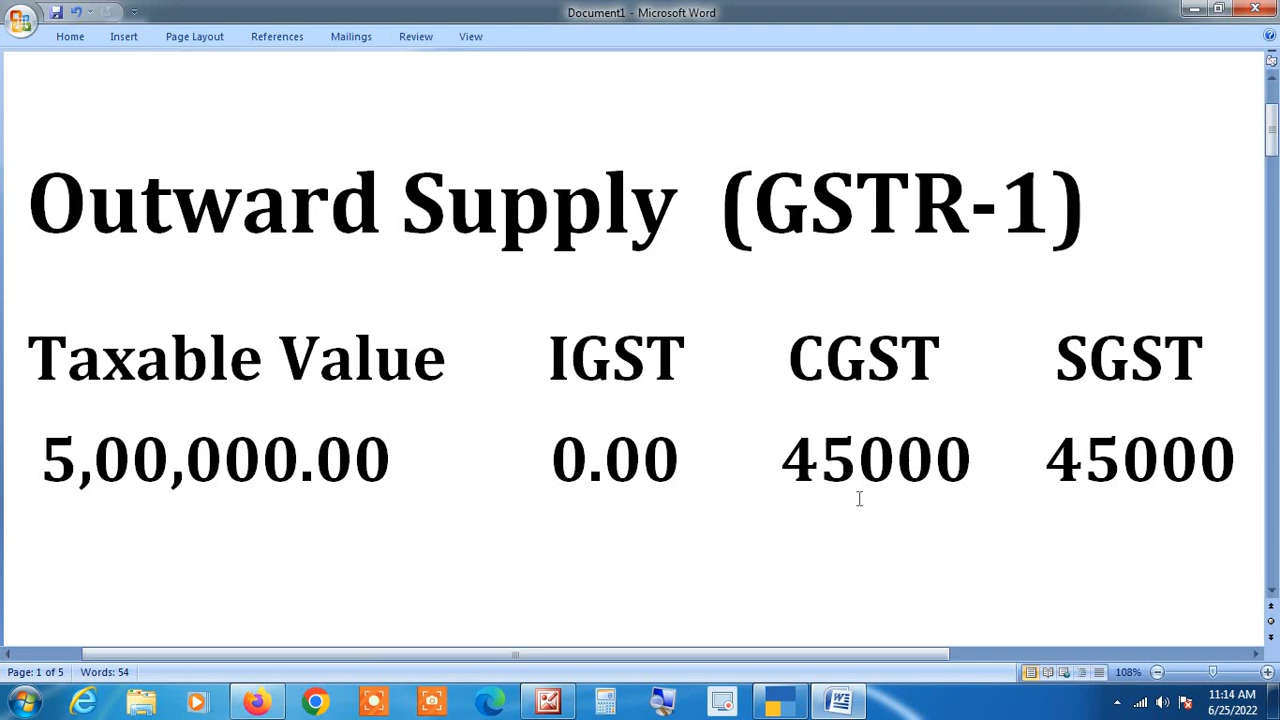 Document1 - Microsoft Word
Home Insert Page Layout References Mailings Review View
Outward Supply (GSTR-1)
Taxable Value IGST CGST SGST
5,00,000.00 0.00 45000 45000
Page: 1 of 5 Words: 54 108%
11:14 AM
6/25/2022